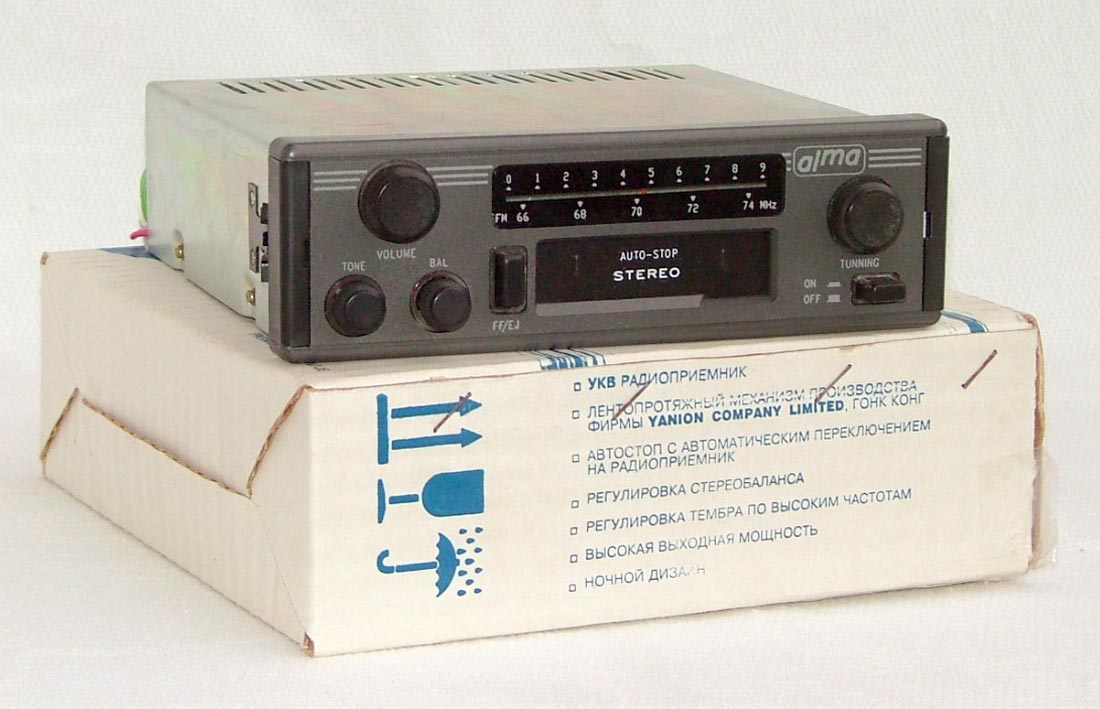 alma
0 1 2 3 4 5 6 7 8 9
FM 66 68 70 72 74 MHz
VOLUME
TONE
BAL
FF/EJ
AUTO-STOP
STEREO
TUNNING
ON
OFF
УКВ РАДИОПРИЕМНИК
ЛЕНТОПРОТЯЖНЫЙ МЕХАНИЗМ ПРОИЗВОДСТВА
ФИРМЫ YANION COMPANY LIMITED, ГОНК КОНГ
АВТОСТОП С АВТОМАТИЧЕСКИМ ПЕРЕКЛЮЧЕНИЕМ
НА РАДИОПРИЕМНИК
РЕГУЛИРОВКА СТЕРЕОБАЛАНСА
РЕГУЛИРОВКА ТЕМБРА ПО ВЫСОКИМ ЧАСТОТАМ
ВЫСОКАЯ ВЫХОДНАЯ МОЩНОСТЬ
НОЧНОЙ ДИЗАЙН